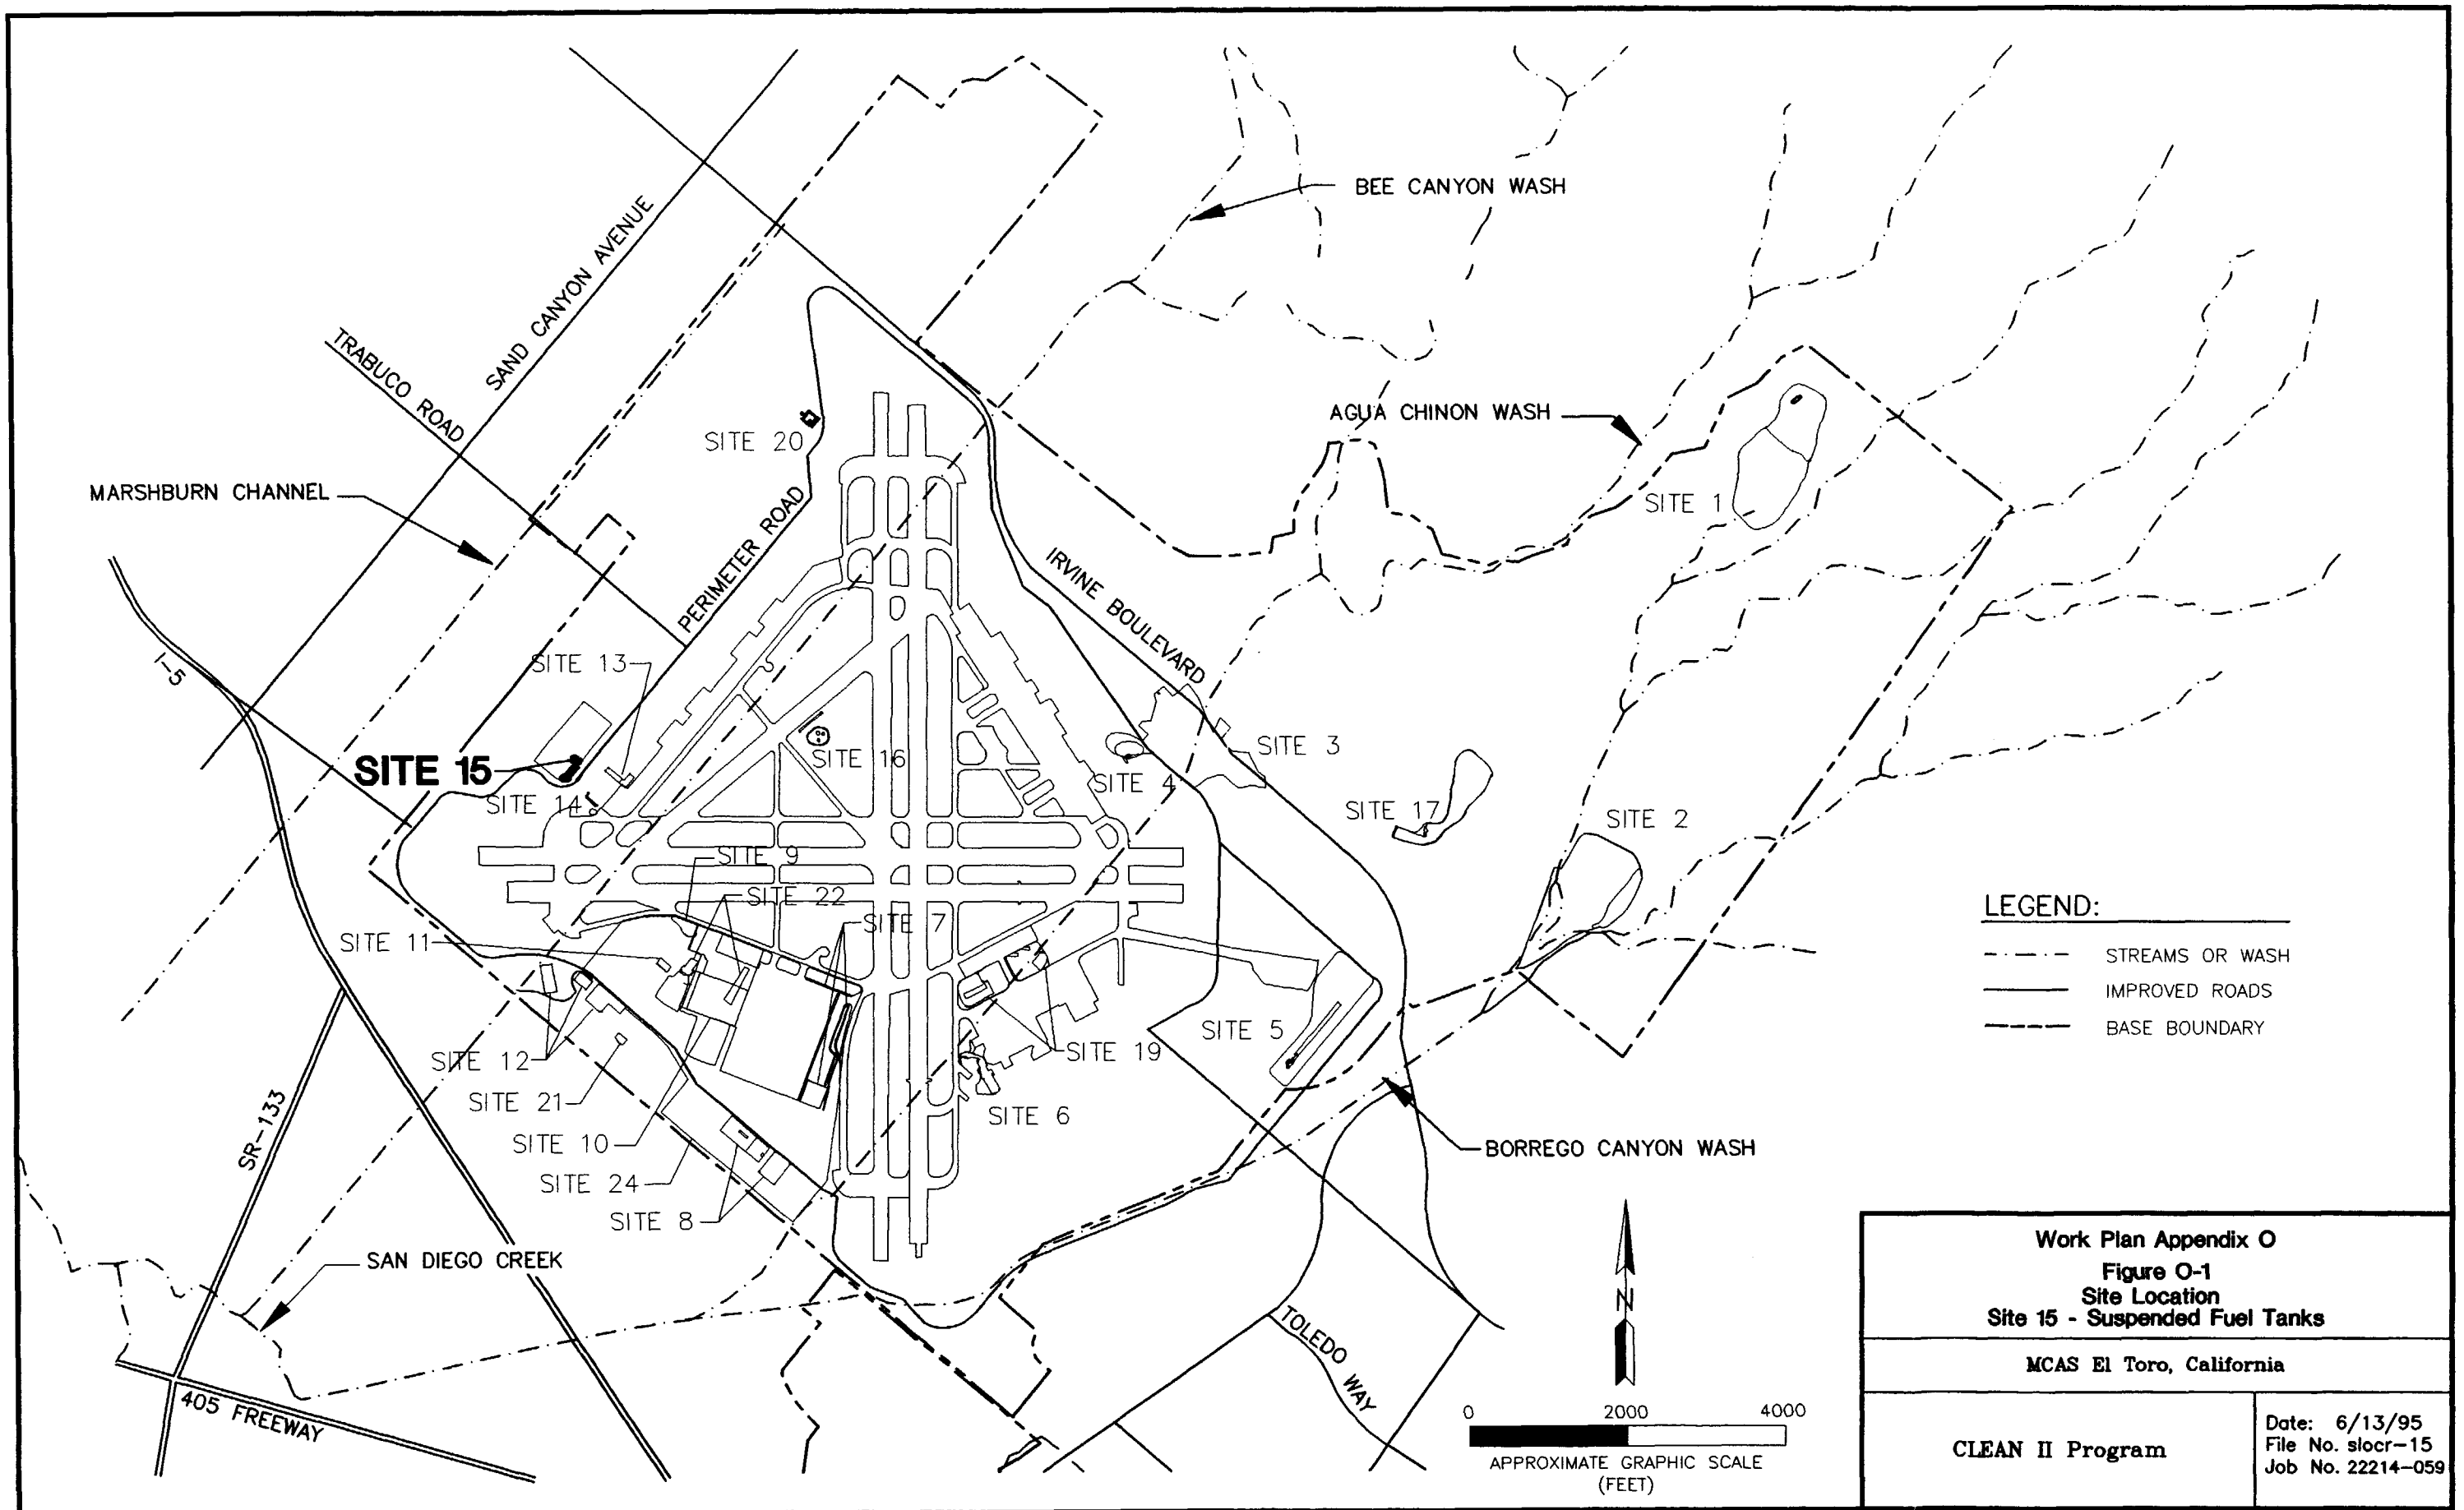 BEE CANYON WASH
SAND CANYON AVENUE
TRABUCO ROAD
AGUA CHINON WASH
SITE 20
MARSHBURN CHANNEL
SITE 1
PERIMETER ROAD
IRVINE BOULEVARD
I-5
SITE 13
SITE 3
SITE 15
SITE 16
SITE 4
SITE 14
SITE 17
SITE 2
SITE 9
SITE 22
SITE 7
SITE 11
LEGEND:
STREAMS OR WASH
IMPROVED ROADS
BASE BOUNDARY
SITE 5
SITE 12
SITE 19
SITE 21
SITE 6
SR-133
SITE 10
BORREGO CANYON WASH
SITE 24
SITE 8
SAN DIEGO CREEK
N
TOLEDO WAY
405 FREEWAY
0 2000 4000
APPROXIMATE GRAPHIC SCALE
(FEET)
Work Plan Appendix O
Figure O-1
Site Location
Site 15 - Suspended Fuel Tanks
MCAS El Toro, California
CLEAN II Program
Date: 6/13/95
File No. slocr-15
Job No. 22214-059